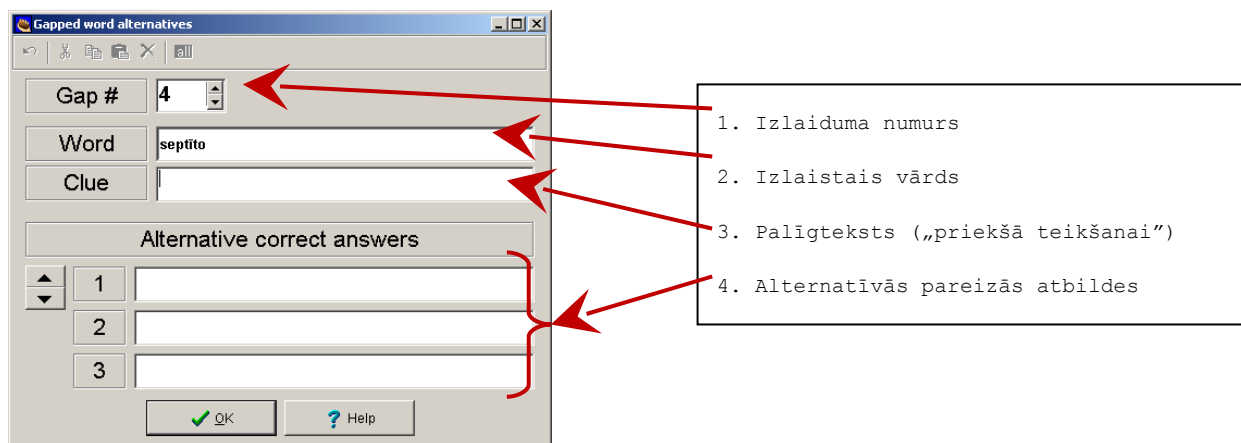 Gapped word alternatives
all
Gap #
4
Word
septīto
Clue
Alternative correct answers
1
2
3
OK
Help
1. Izlaiduma numurs
2. Izlaistais vārds
3. Palīgteksts („priekšā teikšanai”)
4. Alternatīvās pareizās atbildes